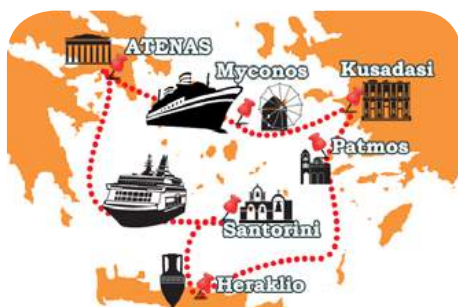 ATENAS
Myconos
Kusadasi
Patmos
Santorini
Heraklio